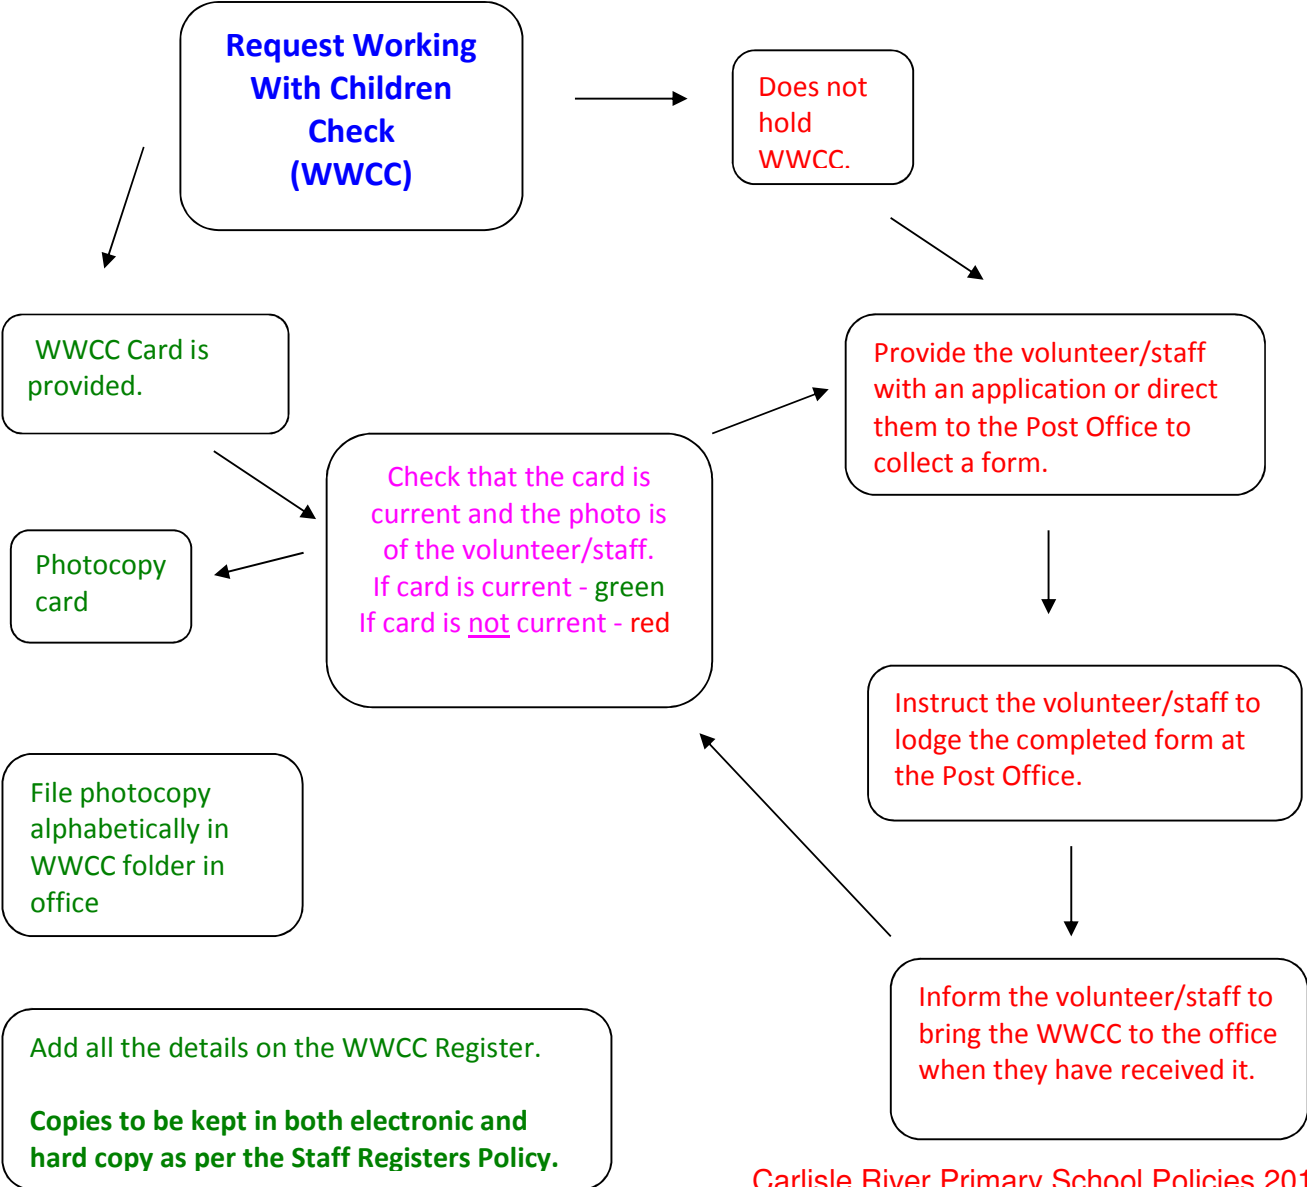 Request Working
With Children
Check
(WWCC)
Does not
hold
WWCC.
WWCC Card is
provided.
Provide the volunteer/staff
with an application or direct
them to the Post Office to
collect a form.
Check that the card is
current and the photo is
of the volunteer/staff.
If card is current - green
If card is not current - red
Photocopy
card
Instruct the volunteer/staff to
lodge the completed form at
the Post Office.
File photocopy
alphabetically in
WWCC folder in
office
Inform the volunteer/staff to
bring the WWCC to the office
when they have received it.
Add all the details on the WWCC Register.
Copies to be kept in both electronic and
hard copy as per the Staff Registers Policy.
Carlisle River Primary School Policies 201